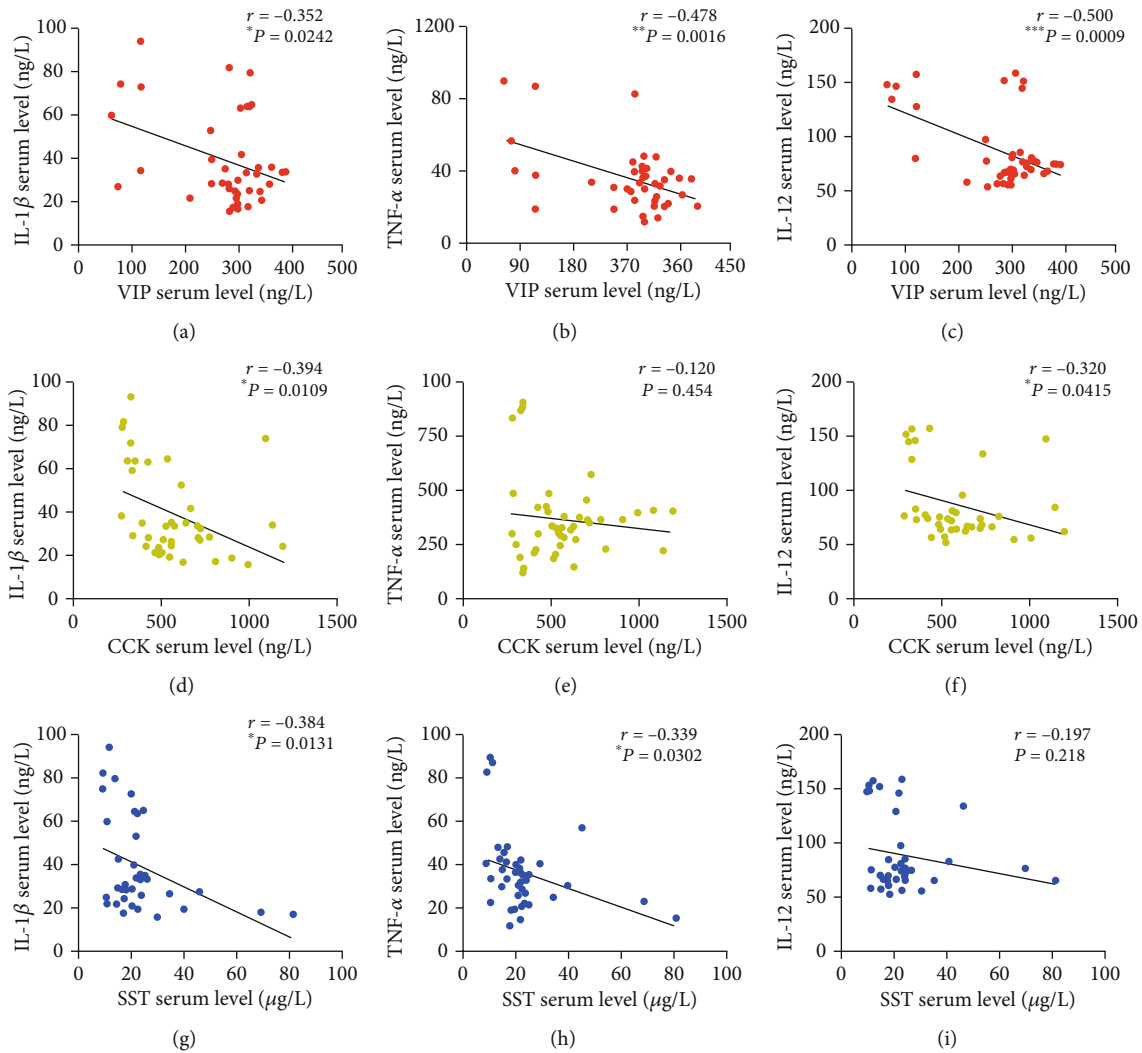 r = −0.352
*P = 0.0242
100
80
60
40
20
0
IL-1β serum level (ng/L)
0 100 200 300 400 500
VIP serum level (ng/L)
(a)
r = −0.478
**P = 0.0016
1200
80
40
0
TNF-α serum level (ng/L)
0 90 180 270 370 360 450
VIP serum level (ng/L)
(b)
r = −0.500
***P = 0.0009
200
150
100
50
0
IL-12 serum level (ng/L)
0 100 200 300 400 500
VIP serum level (ng/L)
(c)
r = −0.394
*P = 0.0109
100
80
60
40
20
0
IL-1β serum level (ng/L)
0 500 1000 1500
CCK serum level (ng/L)
(d)
r = −0.120
P = 0.454
100
750
400
300
0
TNF-α serum level (ng/L)
0 500 1000 1500
CCK serum level (ng/L)
(e)
r = −0.320
*P = 0.0415
200
150
100
50
0
IL-12 serum level (ng/L)
0 500 1000 1500
CCK serum level (ng/L)
(f)
r = −0.384
*P = 0.0131
100
80
60
40
20
0
IL-1β serum level (ng/L)
0 20 40 60 80 100
SST serum level (μg/L)
(g)
r = −0.339
*P = 0.0302
100
80
60
40
20
0
TNF-α serum level (ng/L)
0 20 40 60 80 100
SST serum level (μg/L)
(h)
r = −0.197
P = 0.218
200
150
100
50
0
IL-12 serum level (ng/L)
0 20 40 60 80 100
SST serum level (μg/L)
(i)